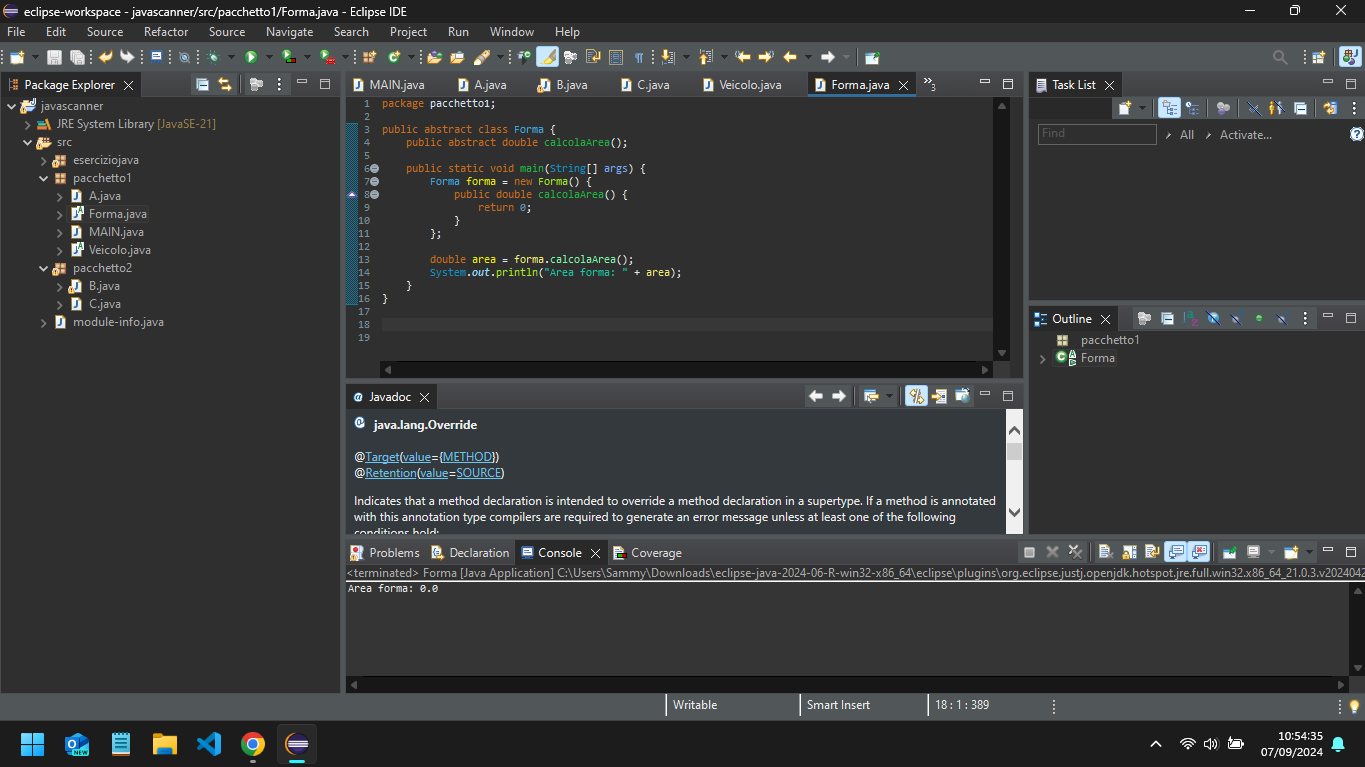 eclipse-workspace - javascanner/src/pacchetto1/Forma.java - Eclipse IDE
File Edit Source Refactor Source Navigate Search Project Run Window Help
Package Explorer
javascanner
JRE System Library [JavaSE-21]
src
eserciziojava
pacchetto1
A.java
Forma.java
MAIN.java
Veicolo.java
pacchetto2
B.java
C.java
module-info.java
MAIN.java A.java B.java C.java Veicolo.java Forma.java »3
1 package pacchetto1;
2
3 public abstract class Forma {
4 public abstract double calcolaArea();
5
6 public static void main(String[] args) {
7 Forma forma = new Forma() {
8 public double calcolaArea() {
9 return 0;
10 }
11 };
12
13 double area = forma.calcolaArea();
14 System.out.println("Area forma: " + area);
15 }
16 }
17
18
19
Task List
Find All Activate...
Outline
pacchetto1
Forma
@ Javadoc
@ java.lang.Override
@Target(value={METHOD})
@Retention(value=SOURCE)
Indicates that a method declaration is intended to override a method declaration in a supertype. If a method is annotated
with this annotation type compilers are required to generate an error message unless at least one of the following
conditions hold:
Problems Declaration Console Coverage
<terminated> Forma [Java Application] C:\Users\Sammy\Downloads\eclipse-java-2024-06-R-win32-x86_64\eclipse\plugins\org.eclipse.justj.openjdk.hotspot.jre.full.win32.x86_64_21.0.3.v2024042
Area forma: 0.0
Writable Smart Insert 18 : 1 : 389
NEW
10:54:35
07/09/2024